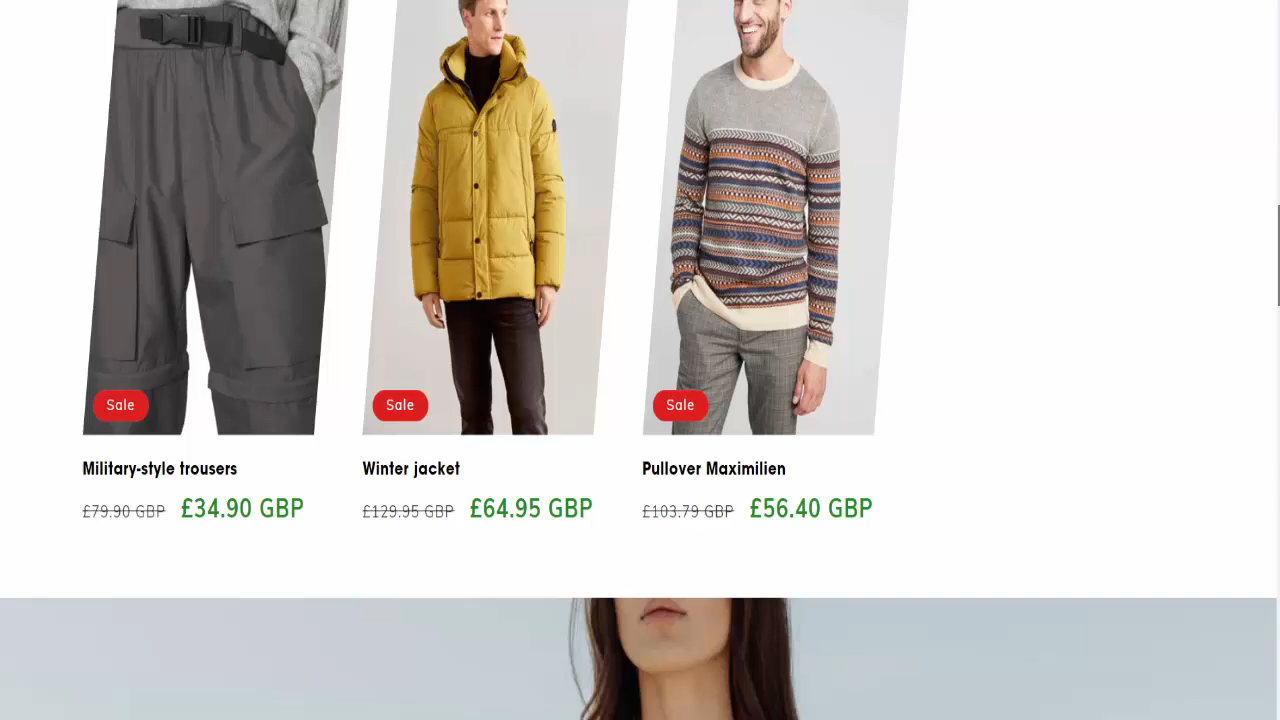 Sale
Sale
Sale
Military-style trousers
Winter jacket
Pullover Maximilien
£79.90 GBP £34.90 GBP
£129.95 GBP £64.95 GBP
£103.79 GBP £56.40 GBP